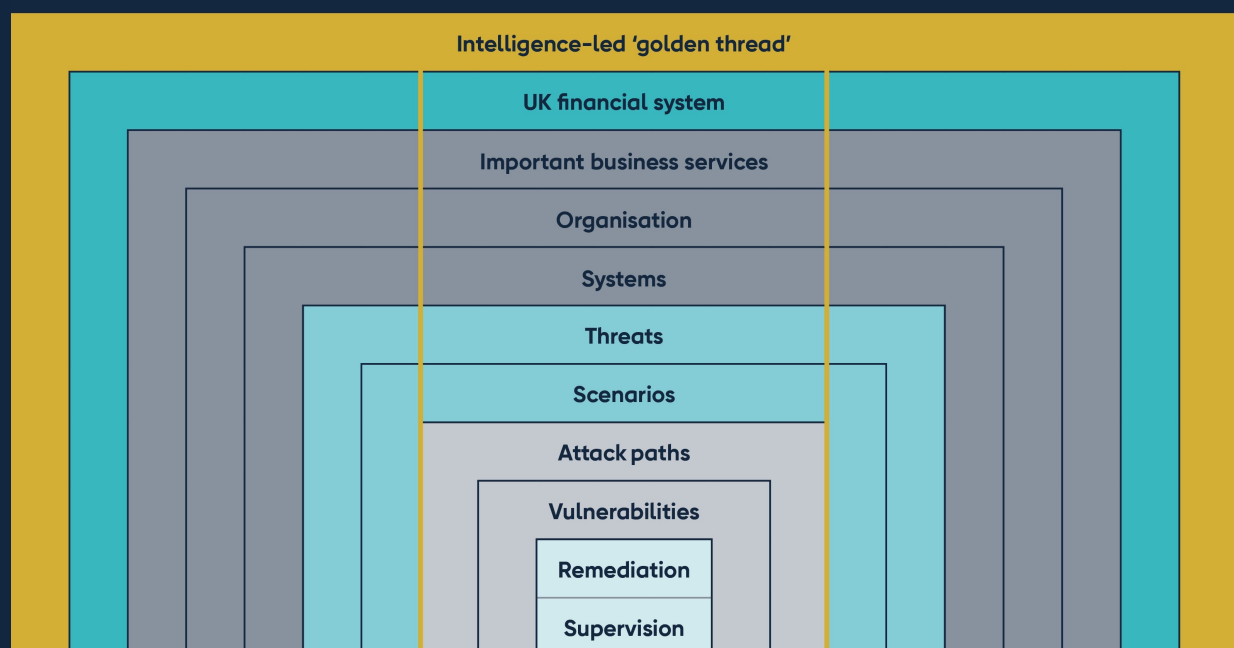 Intelligence-led ‘golden thread’
UK financial system
Important business services
Organisation
Systems
Threats
Scenarios
Attack paths
Vulnerabilities
Remediation
Supervision